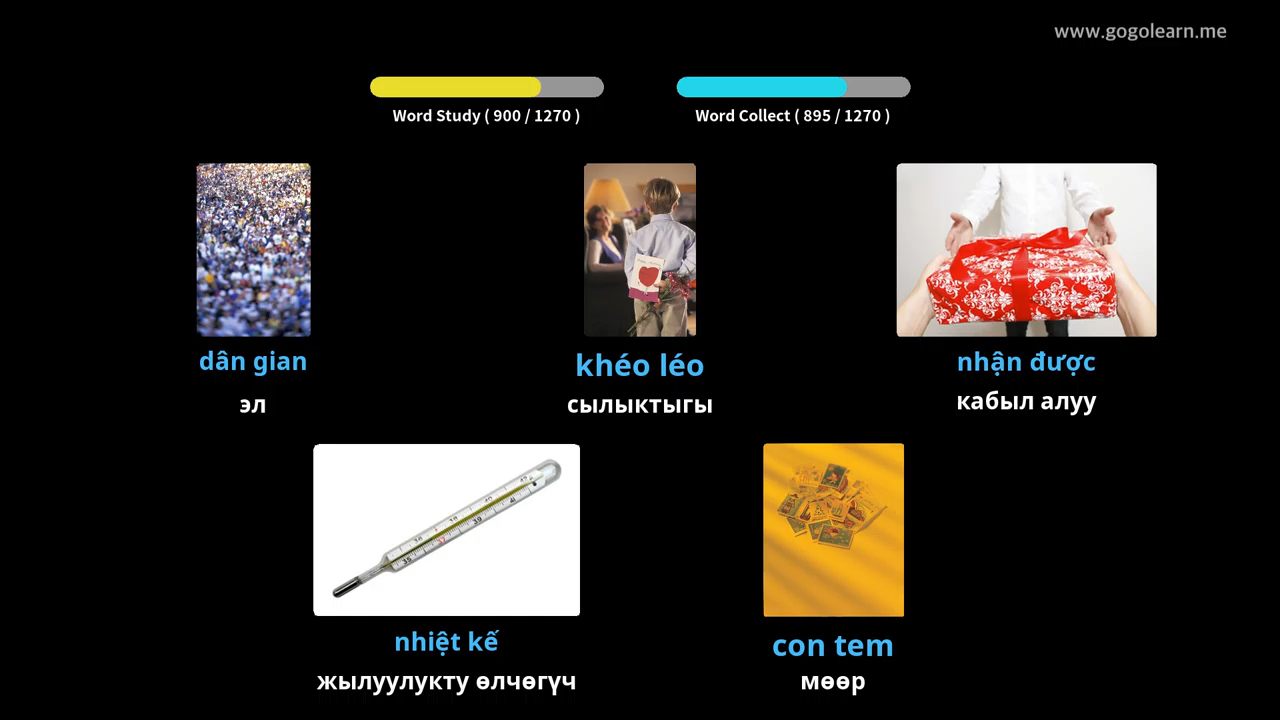 www.gogolearn.me
Word Study ( 900 / 1270 )
Word Collect ( 895 / 1270 )
dân gian
эл
khéo léo
сылыктыгы
nhận được
кабыл алуу
nhiệt kế
жылуулукту өлчөгүч
con tem
мөөр